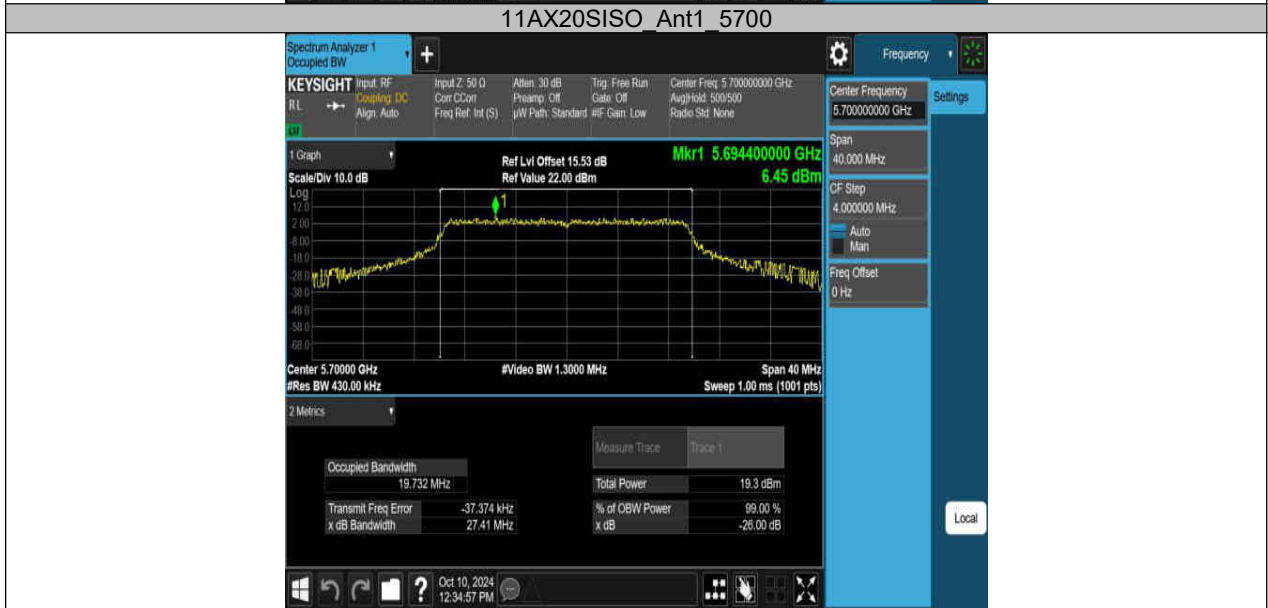 11AX20SISO_Ant1_5700
Spectrum Analyzer 1
Occupied BW
+
Frequency
KEYSIGHT
RL
LM
Input: RF
Coupling: DC
Align: Auto
Input Z: 50 Ω
Corr CCorr
Freq Ref: Int (S)
Atten: 30 dB
Preamp: Off
µW Path: Standard
Trig: Free Run
Gate: Off
#IF Gain: Low
Center Freq: 5.700000000 GHz
Avg|Hold: 500/500
Radio Std: None
Center Frequency
5.700000000 GHz
Settings
Span
40.000 MHz
CF Step
4.000000 MHz
Auto
Man
Freq Offset
0 Hz
Local
1 Graph
Scale/Div 10.0 dB
Ref Lvl Offset 15.53 dB
Ref Value 22.00 dBm
Mkr1 5.694400000 GHz
6.45 dBm
Log
12.0
2.00
-8.00
-18.0
-28.0
-38.0
-48.0
-58.0
-68.0
1
Center 5.70000 GHz
#Res BW 430.00 kHz
#Video BW 1.3000 MHz
Span 40 MHz
Sweep 1.00 ms (1001 pts)
2 Metrics
Measure Trace Trace 1
Occupied Bandwidth
19.732 MHz
Total Power 19.3 dBm
Transmit Freq Error -37.374 kHz
% of OBW Power 99.00 %
x dB Bandwidth 27.41 MHz
x dB -26.00 dB
?
Oct 10, 2024
12:34:57 PM